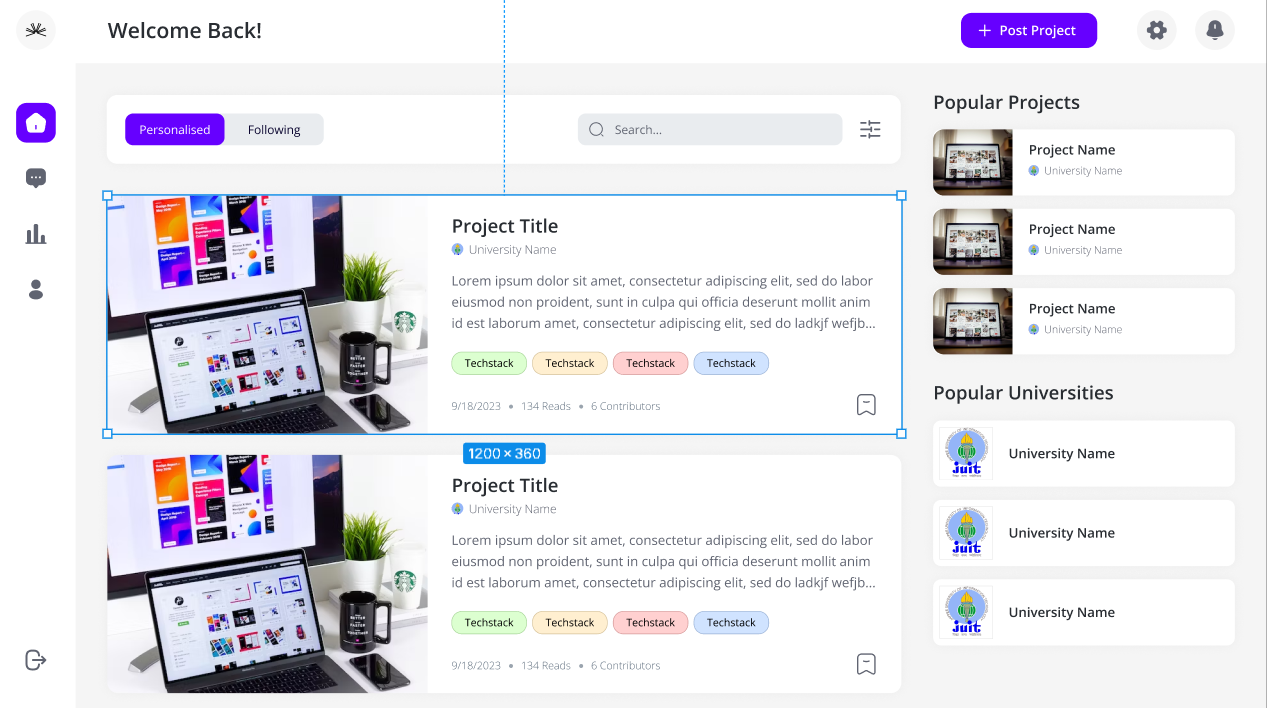 Welcome Back!
Post Project
Personalised
Following
Search...
Project Title
University Name
Lorem ipsum dolor sit amet, consectetur adipiscing elit, sed do labor
eiusmod non proident, sunt in culpa qui officia deserunt mollit anim
id est laborum amet, consectetur adipiscing elit, sed do ladkjf wefjb...
Techstack
Techstack
Techstack
Techstack
9/18/2023 • 134 Reads • 6 Contributors
1200 × 360
Project Title
University Name
Lorem ipsum dolor sit amet, consectetur adipiscing elit, sed do labor
eiusmod non proident, sunt in culpa qui officia deserunt mollit anim
id est laborum amet, consectetur adipiscing elit, sed do ladkjf wefjb...
Techstack
Techstack
Techstack
Techstack
9/18/2023 • 134 Reads • 6 Contributors
Popular Projects
Project Name
University Name
Project Name
University Name
Project Name
University Name
Popular Universities
Juit
University Name
Juit
University Name
Juit
University Name